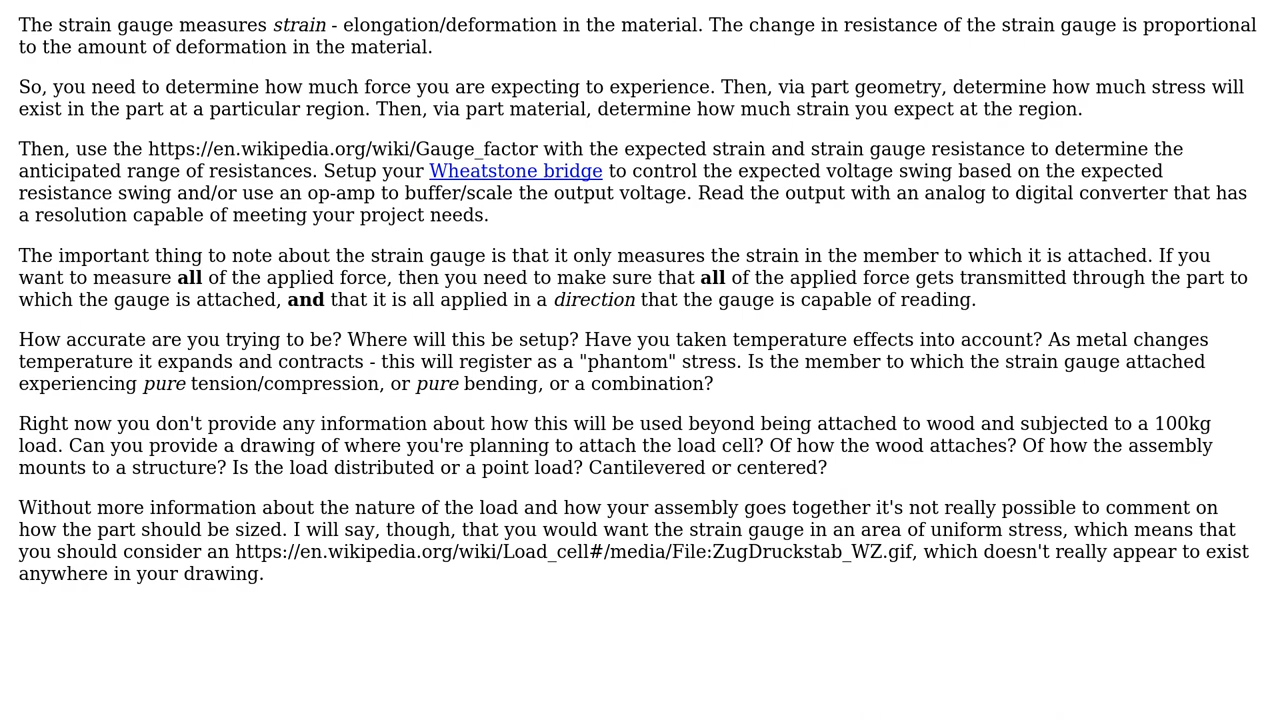 The strain gauge measures strain - elongation/deformation in the material. The change in resistance of the strain gauge is proportional
to the amount of deformation in the material.
So, you need to determine how much force you are expecting to experience. Then, via part geometry, determine how much stress will
exist in the part at a particular region. Then, via part material, determine how much strain you expect at the region.
Then, use the https://en.wikipedia.org/wiki/Gauge_factor with the expected strain and strain gauge resistance to determine the
anticipated range of resistances. Setup your Wheatstone bridge to control the expected voltage swing based on the expected
resistance swing and/or use an op-amp to buffer/scale the output voltage. Read the output with an analog to digital converter that has
a resolution capable of meeting your project needs.
The important thing to note about the strain gauge is that it only measures the strain in the member to which it is attached. If you
want to measure all of the applied force, then you need to make sure that all of the applied force gets transmitted through the part to
which the gauge is attached, and that it is all applied in a direction that the gauge is capable of reading.
How accurate are you trying to be? Where will this be setup? Have you taken temperature effects into account? As metal changes
temperature it expands and contracts - this will register as a "phantom" stress. Is the member to which the strain gauge attached
experiencing pure tension/compression, or pure bending, or a combination?
Right now you don't provide any information about how this will be used beyond being attached to wood and subjected to a 100kg
load. Can you provide a drawing of where you're planning to attach the load cell? Of how the wood attaches? Of how the assembly
mounts to a structure? Is the load distributed or a point load? Cantilevered or centered?
Without more information about the nature of the load and how your assembly goes together it's not really possible to comment on
how the part should be sized. I will say, though, that you would want the strain gauge in an area of uniform stress, which means that
you should consider an https://en.wikipedia.org/wiki/Load_cell#/media/File:ZugDruckstab_WZ.gif, which doesn't really appear to exist
anywhere in your drawing.